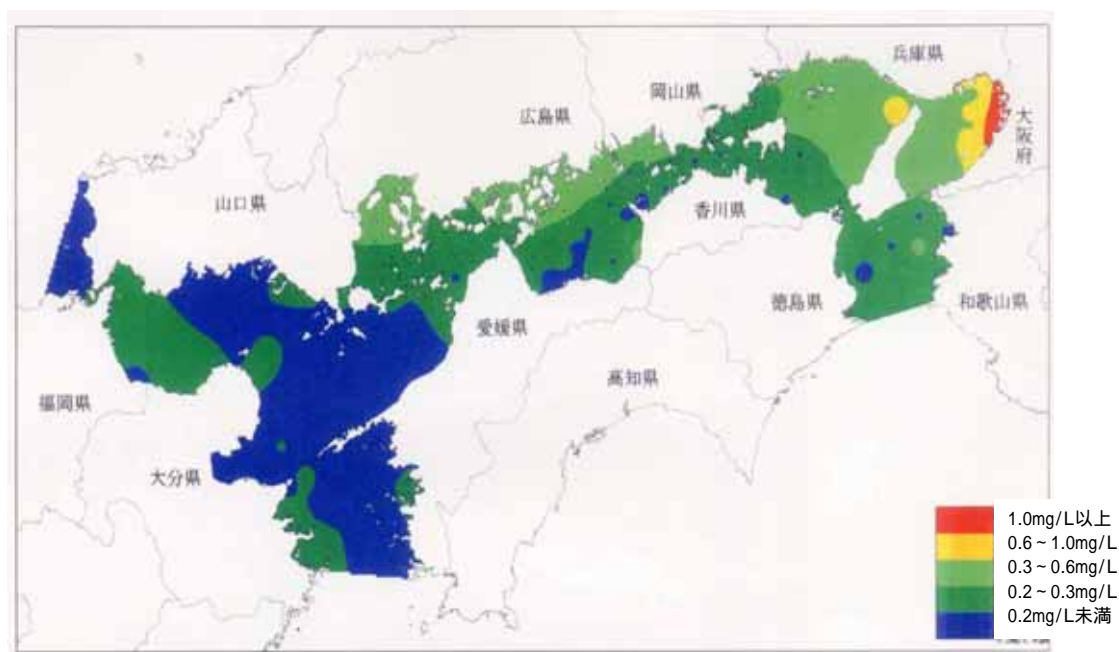 兵庫県
岡山県
大阪府
広島県
山口県
香川県
徳島県
和歌山県
愛媛県
高知県
福岡県
大分県
1.0mg/L以上
0.6～1.0mg/L
0.3～0.6mg/L
0.2～0.3mg/L
0.2mg/L未満